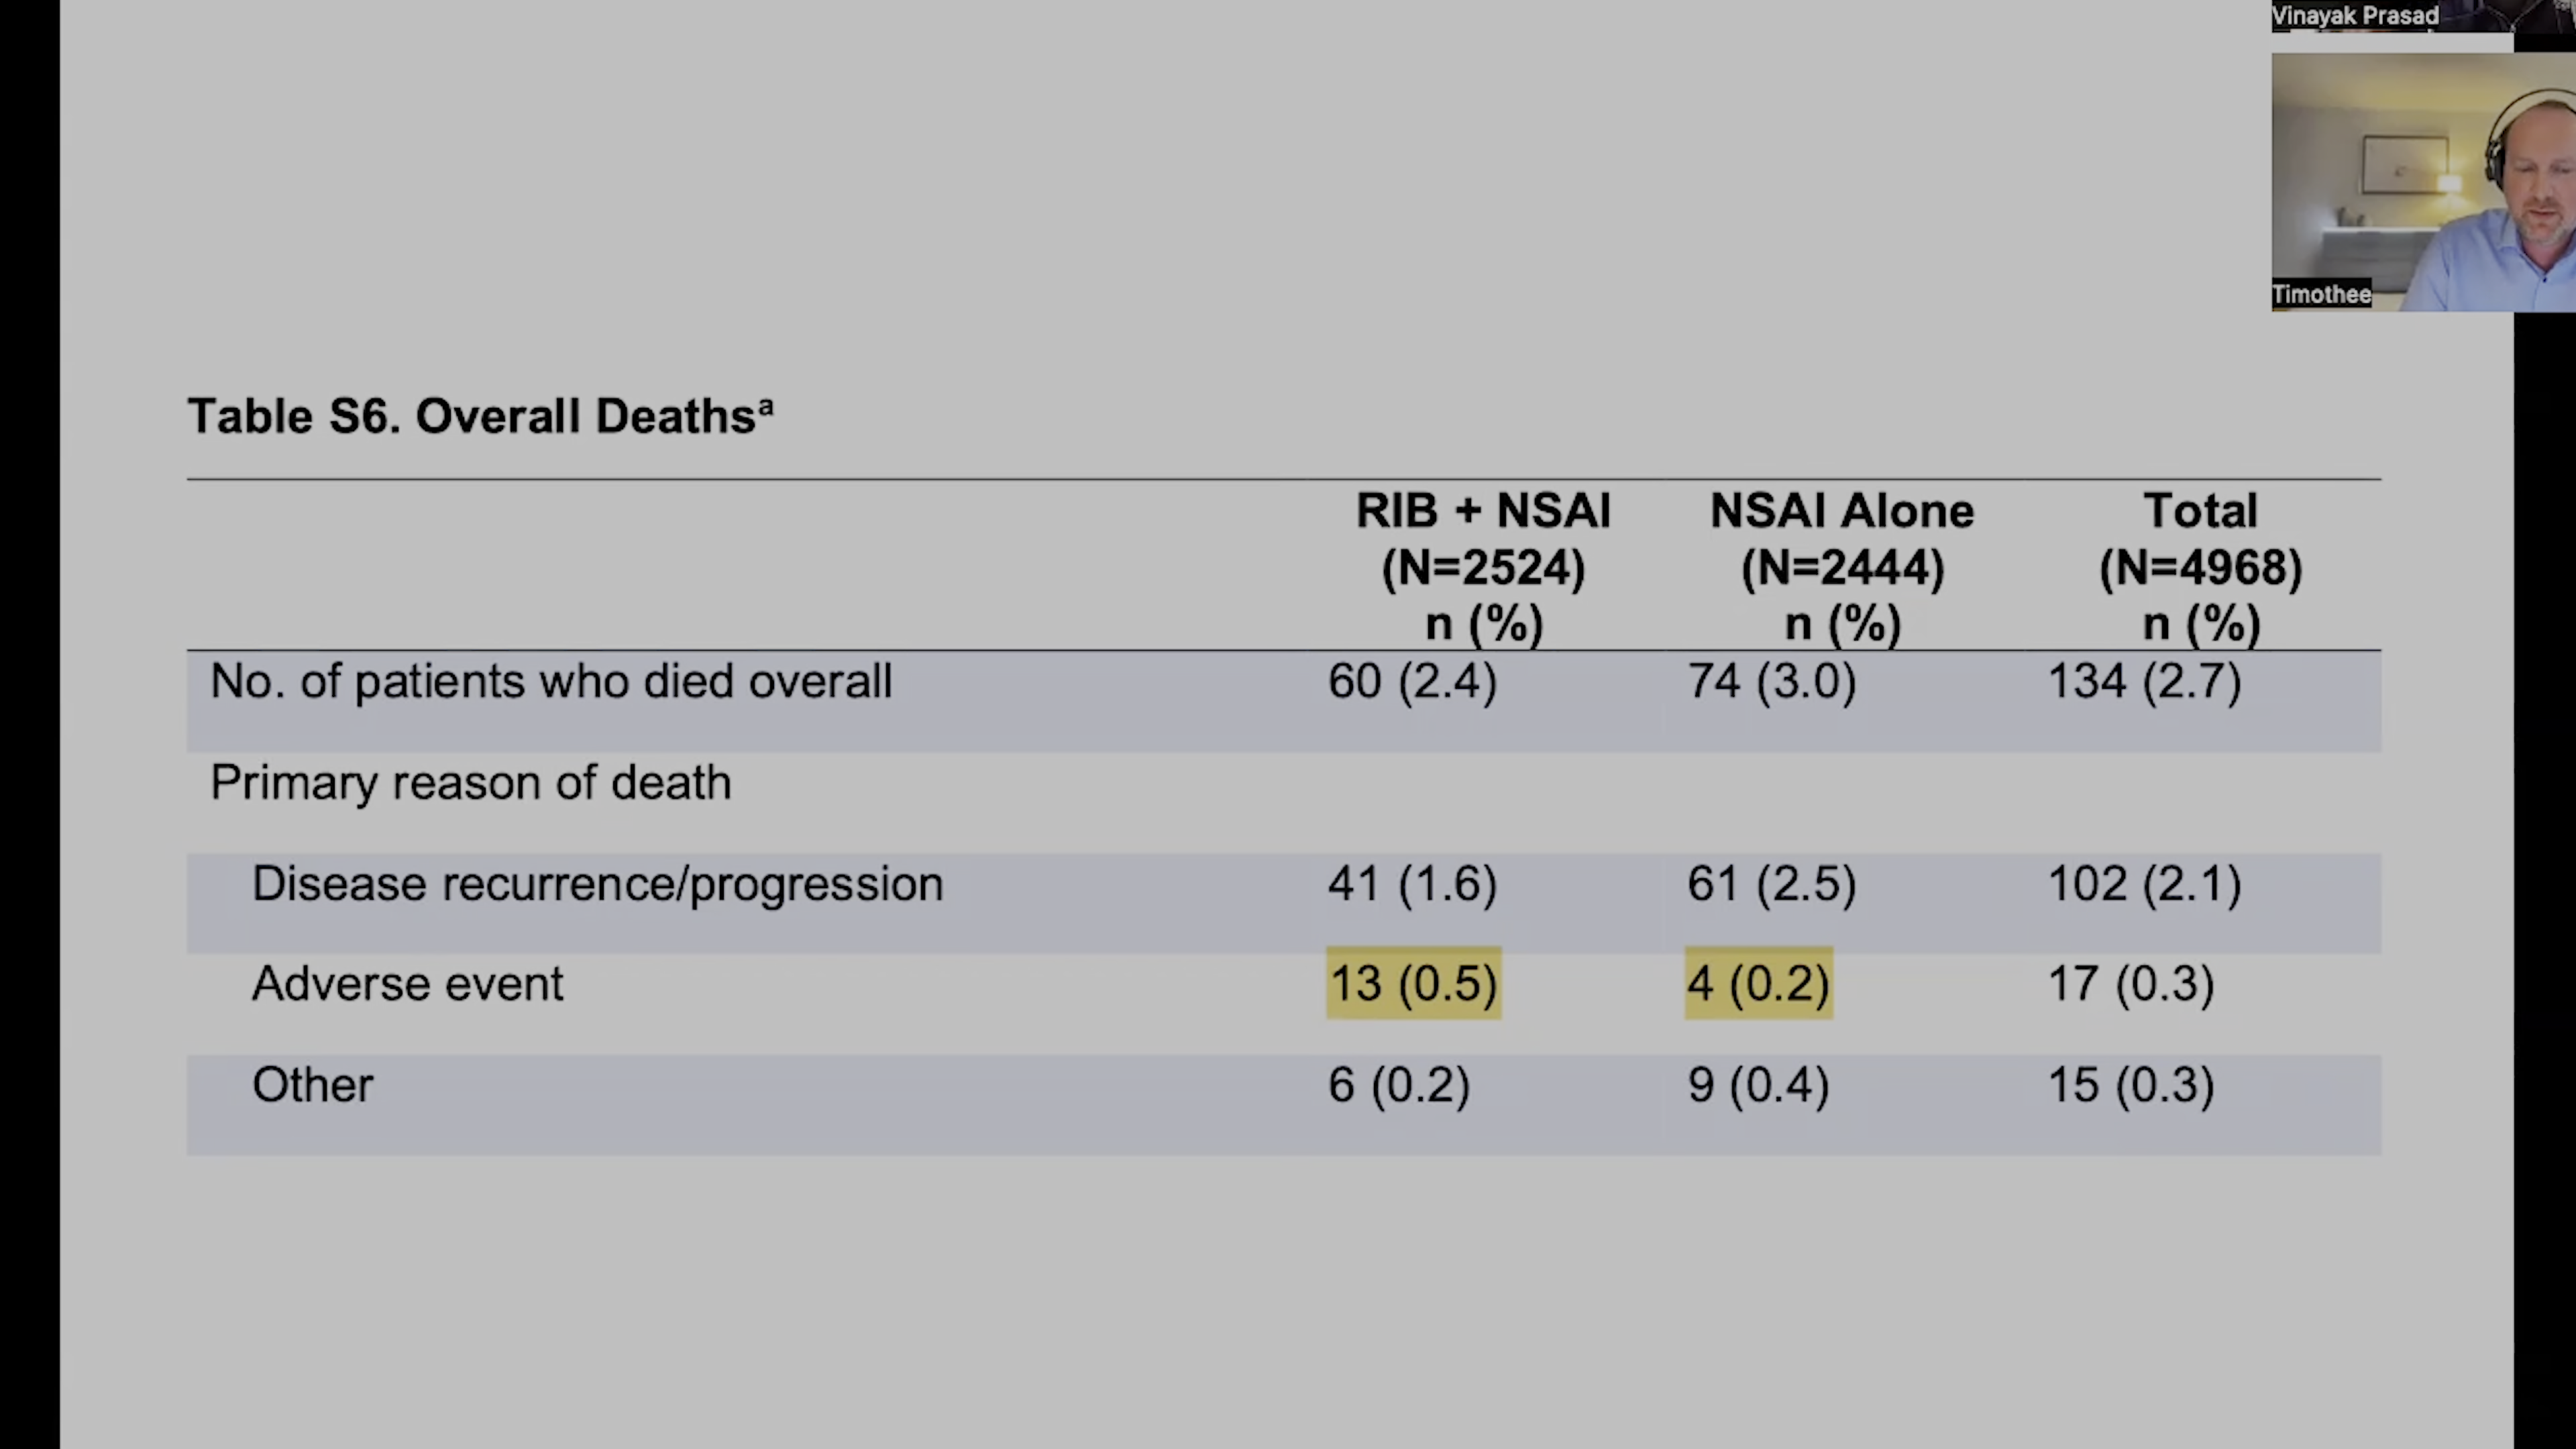 Vinayak Prasad
Timothee
Table S6. Overall Deathsᵃ
RIB + NSAI NSAI Alone Total
(N=2524) (N=2444) (N=4968)
n (%) n (%) n (%)
No. of patients who died overall 60 (2.4) 74 (3.0) 134 (2.7)
Primary reason of death
Disease recurrence/progression 41 (1.6) 61 (2.5) 102 (2.1)
Adverse event 13 (0.5) 4 (0.2) 17 (0.3)
Other 6 (0.2) 9 (0.4) 15 (0.3)